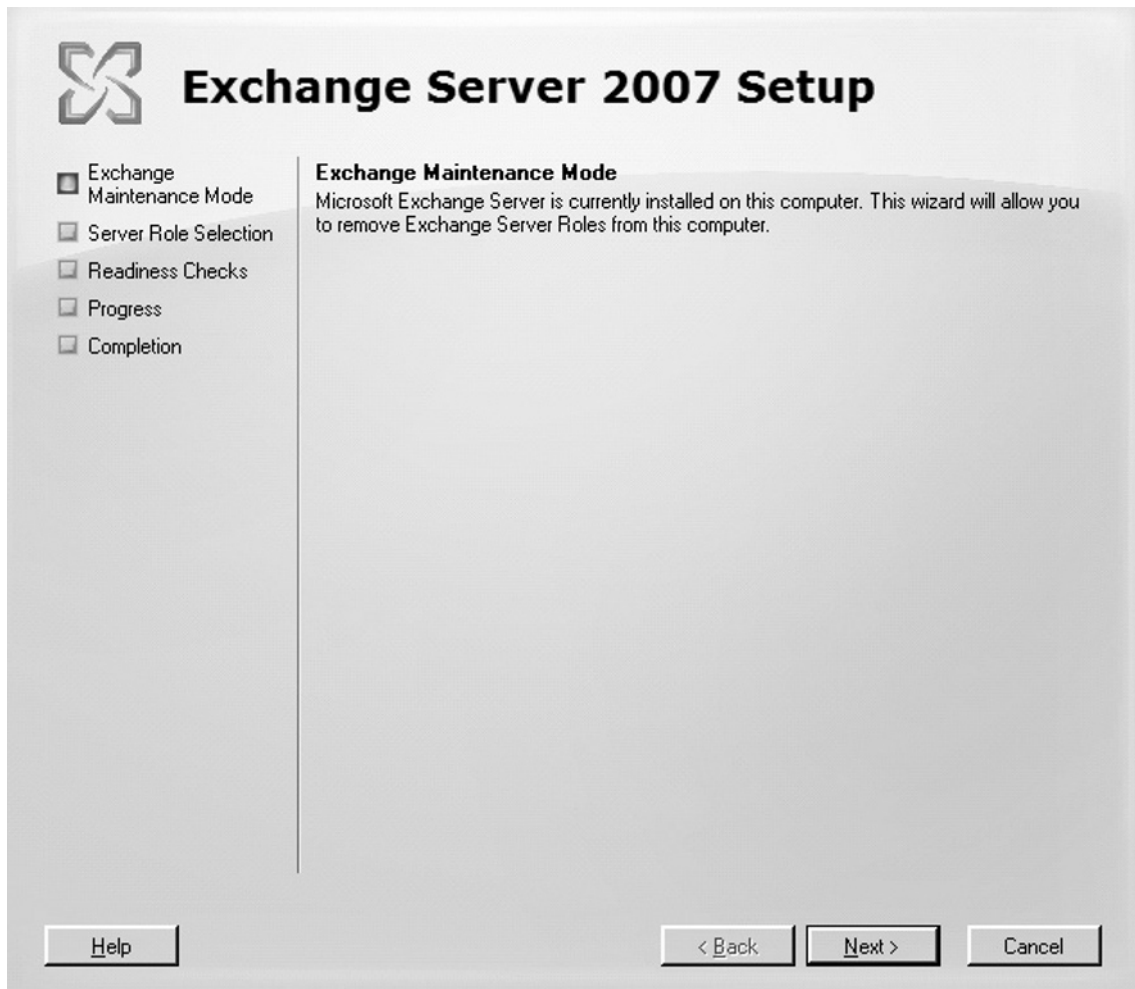 Exchange Server 2007 Setup
Exchange
Maintenance Mode
Server Role Selection
Readiness Checks
Progress
Completion
Exchange Maintenance Mode
Microsoft Exchange Server is currently installed on this computer. This wizard will allow you
to remove Exchange Server Roles from this computer.
Help
< Back
Next >
Cancel